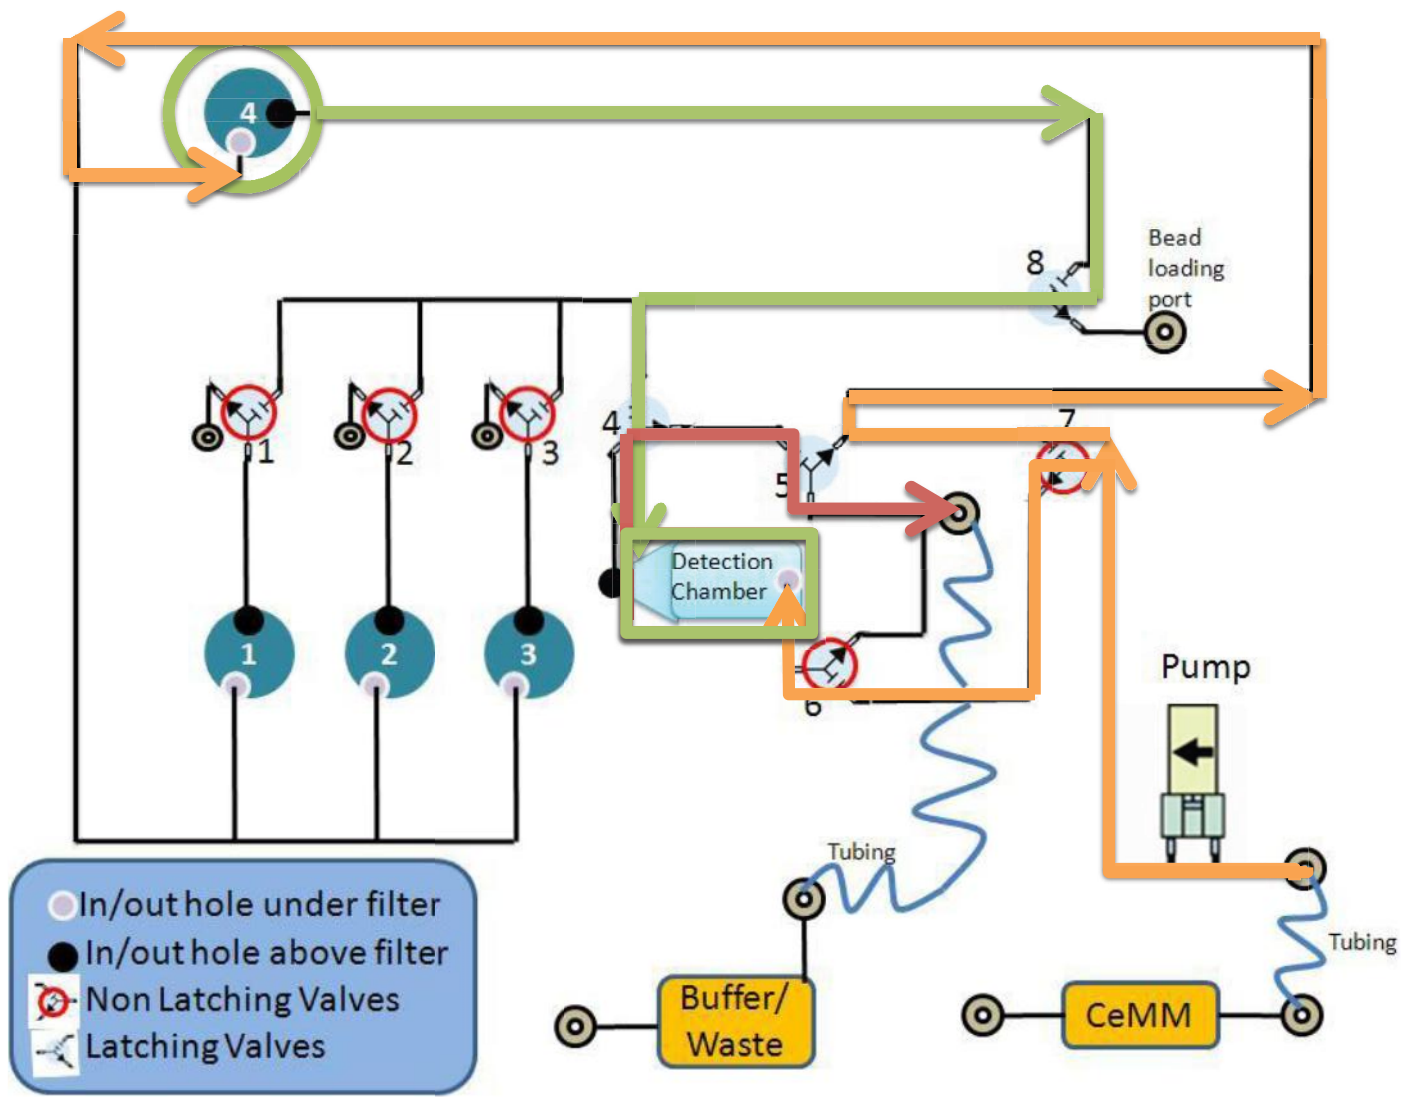 4
8
Bead
loading
port
4
7
1
2
3
5
Detection
Chamber
1
2
3
6
Pump
Tubing
Tubing
In/out hole under filter
In/out hole above filter
Non Latching Valves
Latching Valves
Buffer/
Waste
CeMM